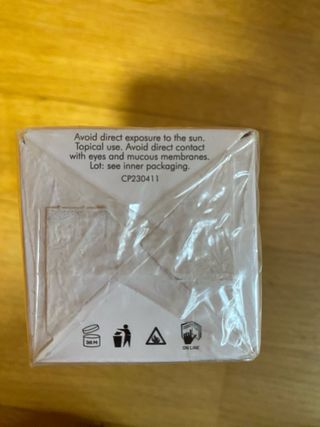 Avoid direct exposure to the sun.
Topical use. Avoid direct contact
with eyes and mucous membranes.
Lot: see inner packaging.
CP230411
36 M
ON LINE